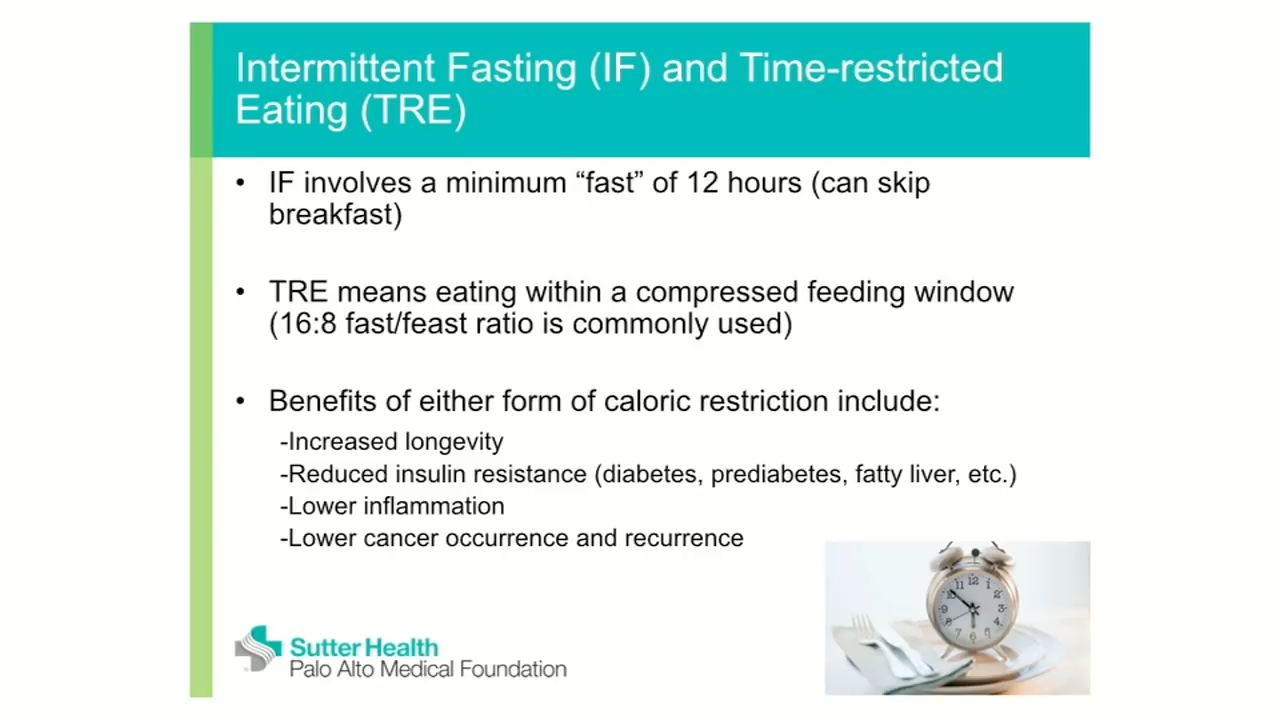 Intermittent Fasting (IF) and Time-restricted
Eating (TRE)
• IF involves a minimum “fast” of 12 hours (can skip
breakfast)
• TRE means eating within a compressed feeding window
(16:8 fast/feast ratio is commonly used)
• Benefits of either form of caloric restriction include:
-Increased longevity
-Reduced insulin resistance (diabetes, prediabetes, fatty liver, etc.)
-Lower inflammation
-Lower cancer occurrence and recurrence
Sutter Health
Palo Alto Medical Foundation